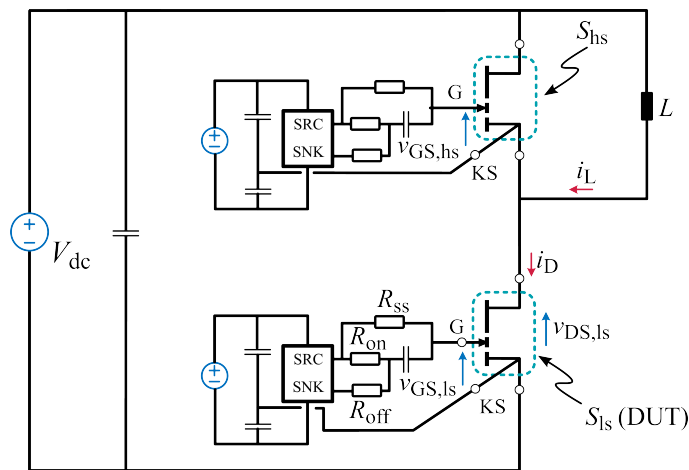 S_hs
SRC
SNK
G
v_GS,hs
KS
L
i_L
V_dc
i_D
R_ss
R_on
G
SRC
SNK
v_GS,ls
R_off
KS
v_DS,ls
S_ls (DUT)